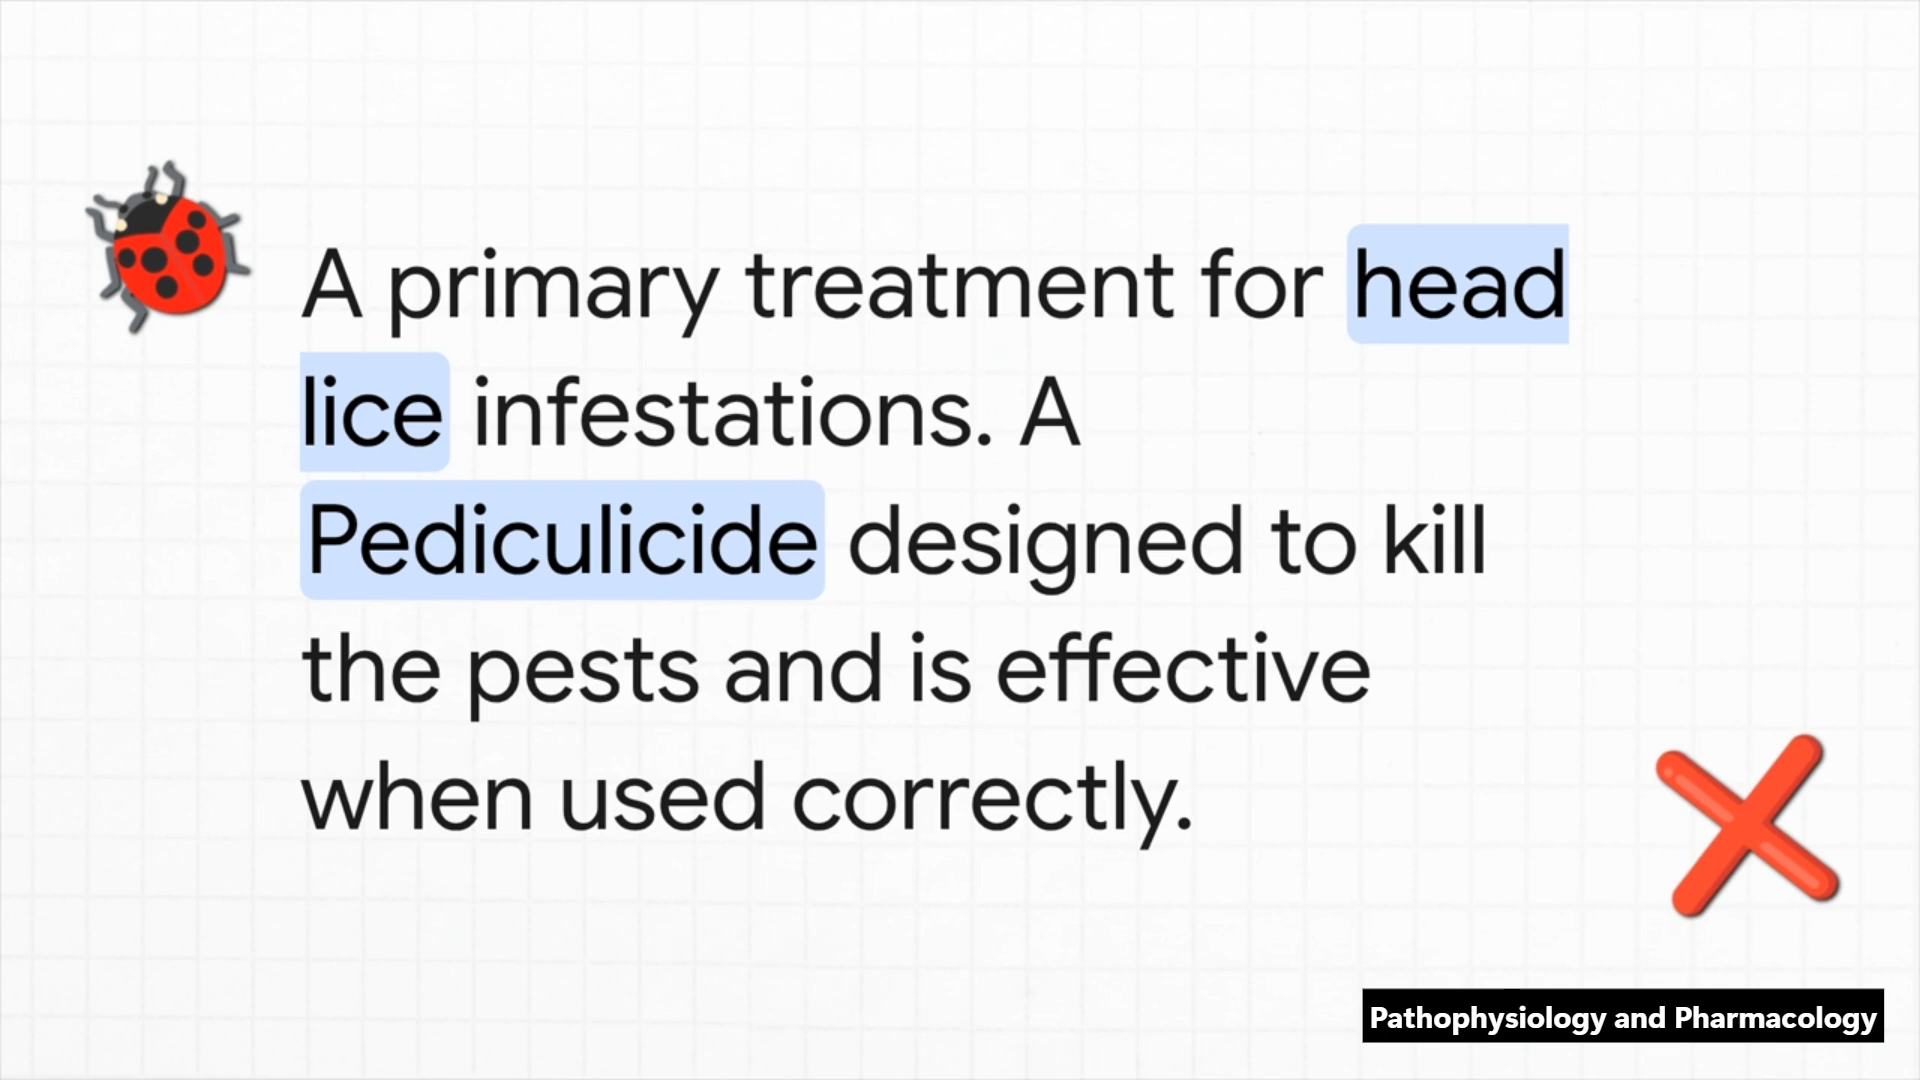 A primary treatment for head
lice infestations. A
Pediculicide designed to kill
the pests and is effective
when used correctly.
Pathophysiology and Pharmacology